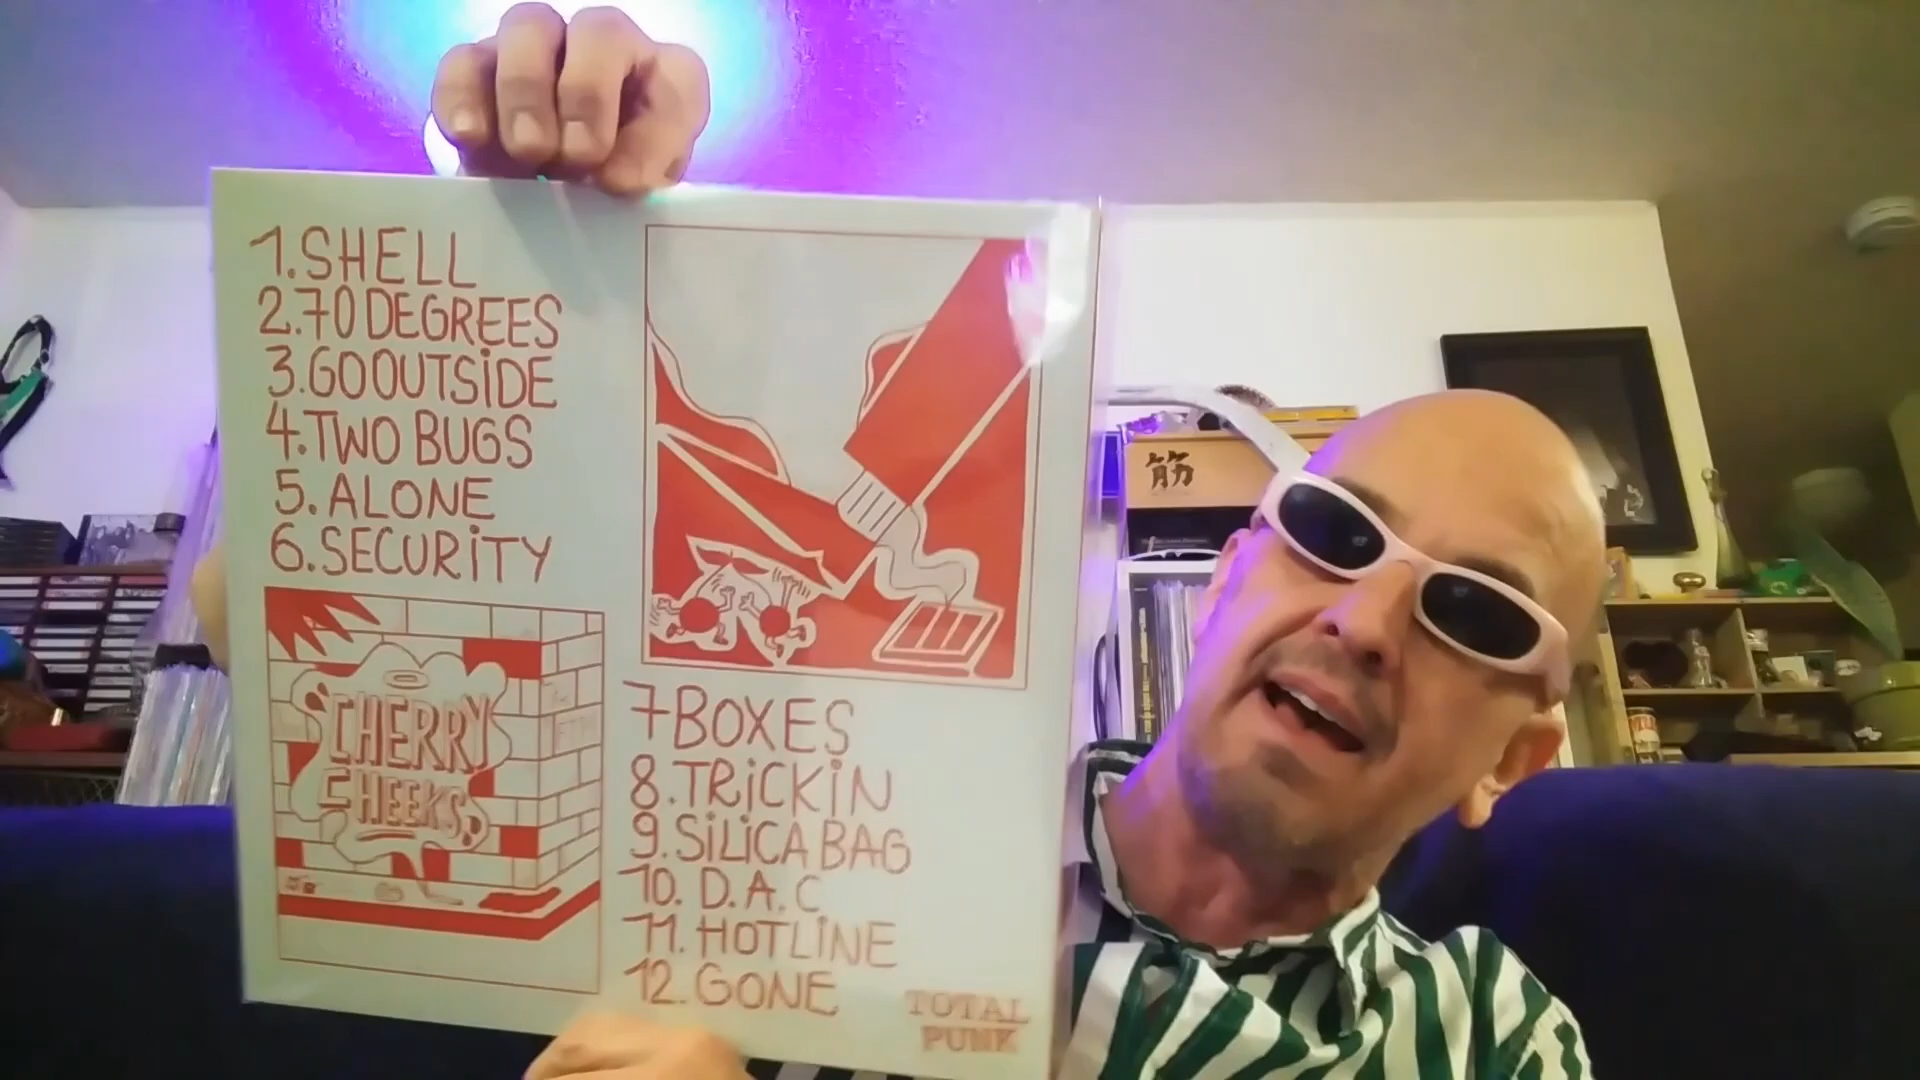 1. SHELL
2. 70 DEGREES
3. GO OUTSiDE
4. TWO BUGS
5. ALONE
6. SECURiTY
CHERRY
CHEEKS
7 BOXES
8. TRiCKiN
9. SiLiCA BAG
10. D.A.C
11. HOTLiNE
12. GONE
TOTAL
PUNK
筋